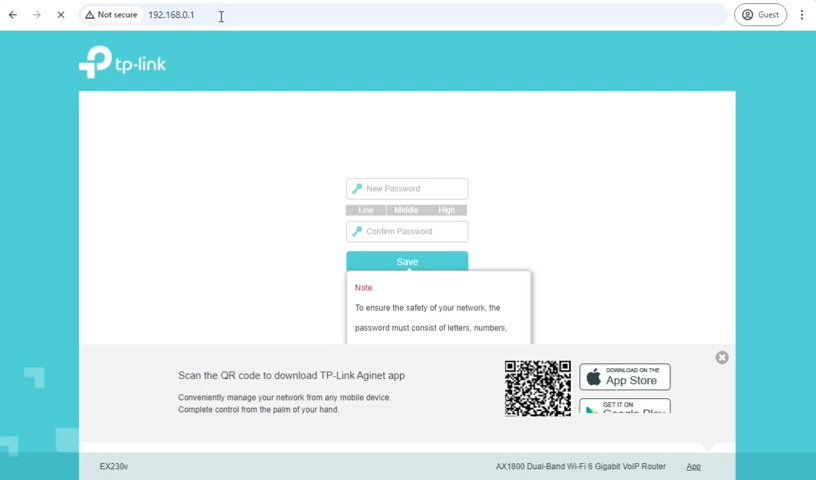 Not secure
192.168.0.1
Guest
tp-link
New Password
Low Middle High
Confirm Password
Save
Note:
To ensure the safety of your network, the
password must consist of letters, numbers,
Scan the QR code to download TP-Link Aginet app
Conveniently manage your network from any mobile device.
Complete control from the palm of your hand.
DOWNLOAD ON THE
App Store
GET IT ON
Google Play
EX230v
AX1800 Dual-Band Wi-Fi 6 Gigabit VoIP Router
App